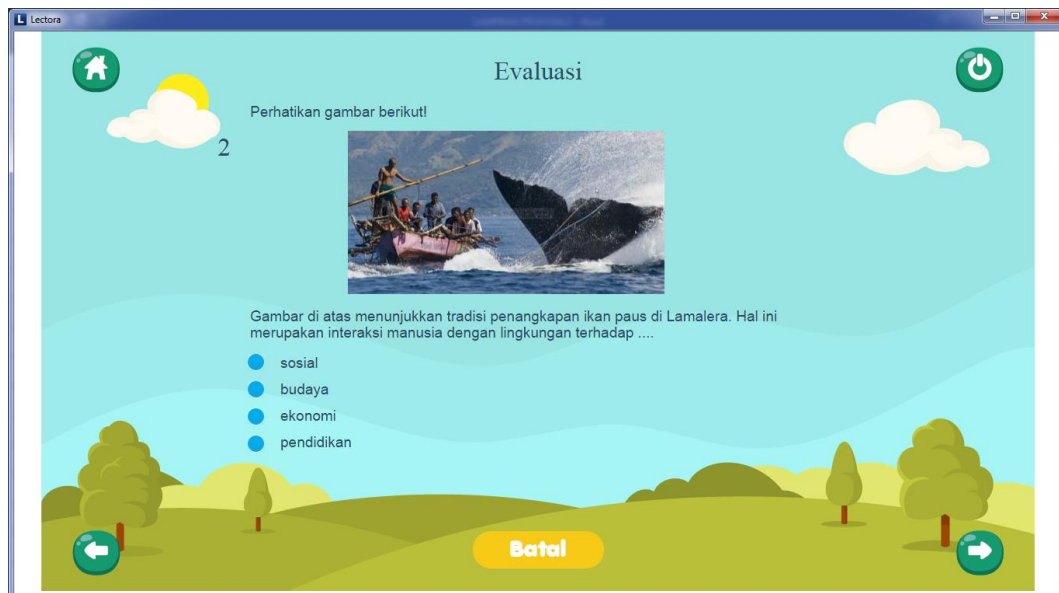 Lectora
Evaluasi
Perhatikan gambar berikut!
2
Gambar di atas menunjukkan tradisi penangkapan ikan paus di Lamalera. Hal ini
merupakan interaksi manusia dengan lingkungan terhadap ....
sosial
budaya
ekonomi
pendidikan
Batal